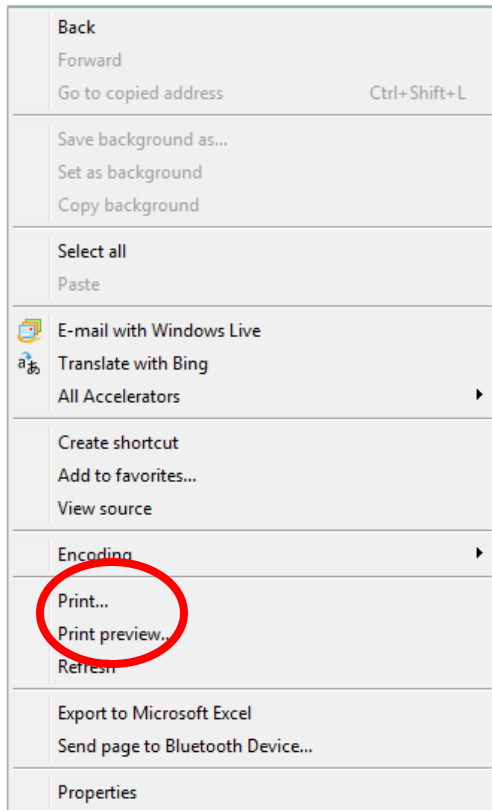 Back
Forward
Go to copied address Ctrl+Shift+L
Save background as...
Set as background
Copy background
Select all
Paste
E-mail with Windows Live
Translate with Bing
All Accelerators
Create shortcut
Add to favorites...
View source
Encoding
Print...
Print preview...
Refresh
Export to Microsoft Excel
Send page to Bluetooth Device...
Properties